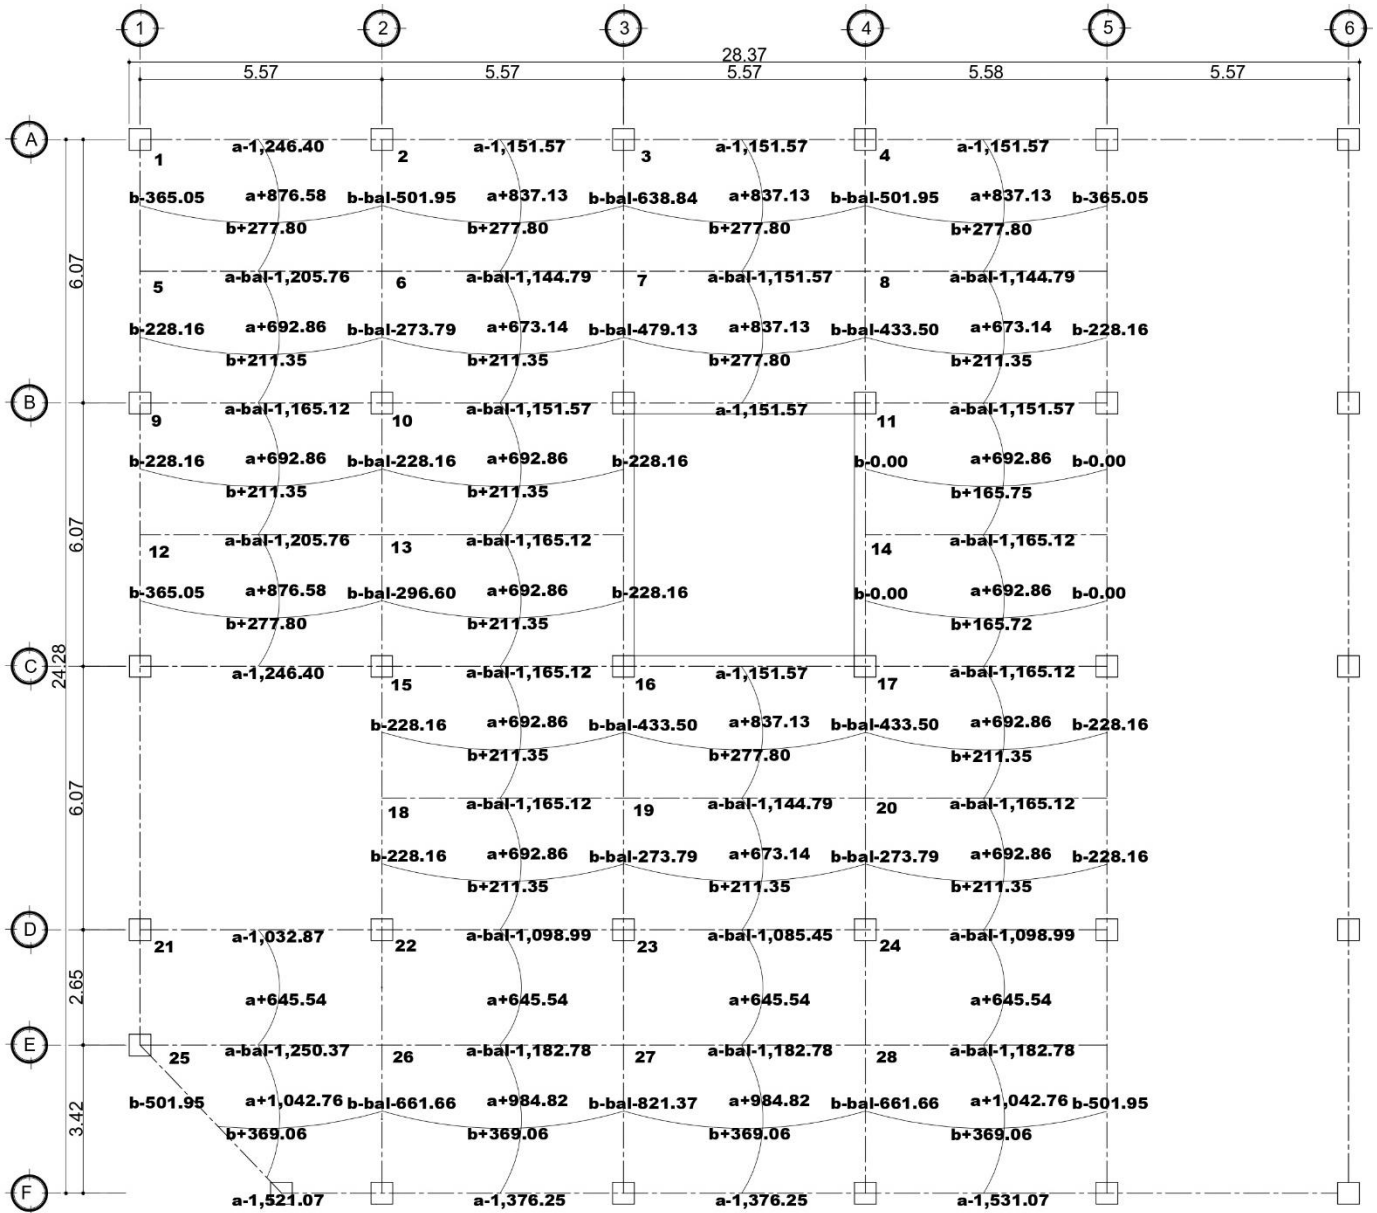 1 2 3 4 5 6
28.37
5.57 5.57 5.57 5.58 5.57
A
a-1,246.40 a-1,151.57 a-1,151.57 a-1,151.57
1 2 3 4
b-365.05 a+876.58 b-bal-501.95 a+837.13 b-bal-638.84 a+837.13 b-bal-501.95 a+837.13 b-365.05
b+277.80 b+277.80 b+277.80 b+277.80
6.07
5 a-bal-1,205.76 6 a-bal-1,144.79 7 a-bal-1,151.57 8 a-bal-1,144.79
b-228.16 a+692.86 b-bal-273.79 a+673.14 b-bal-479.13 a+837.13 b-bal-433.50 a+673.14 b-228.16
b+211.35 b+211.35 b+277.80 b+211.35
B
a-bal-1,165.12 a-bal-1,151.57 a-1,151.57 a-bal-1,151.57
9 10 11
b-228.16 a+692.86 b-bal-228.16 a+692.86 b-228.16 b-0.00 a+692.86 b-0.00
b+211.35 b+211.35 b+165.75
6.07
12 a-bal-1,205.76 13 a-bal-1,165.12 14 a-bal-1,165.12
b-365.05 a+876.58 b-bal-296.60 a+692.86 b-228.16 b-0.00 a+692.86 b-0.00
b+277.80 b+211.35 b+165.72
C
24.28
a-1,246.40 a-bal-1,165.12 a-1,151.57 a-bal-1,165.12
15 16 17
b-228.16 a+692.86 b-bal-433.50 a+837.13 b-bal-433.50 a+692.86 b-228.16
b+211.35 b+277.80 b+211.35
6.07
18 a-bal-1,165.12 19 a-bal-1,144.79 20 a-bal-1,165.12
b-228.16 a+692.86 b-bal-273.79 a+673.14 b-bal-273.79 a+692.86 b-228.16
b+211.35 b+211.35 b+211.35
D
a-1,032.87 a-bal-1,098.99 a-bal-1,085.45 a-bal-1,098.99
21 22 23 24
2.65
a+645.54 a+645.54 a+645.54 a+645.54
E
25 a-bal-1,250.37 26 a-bal-1,182.78 27 a-bal-1,182.78 28 a-bal-1,182.78
b-501.95 a+1,042.76 b-bal-661.66 a+984.82 b-bal-821.37 a+984.82 b-bal-661.66 a+1,042.76 b-501.95
3.42
b+369.06 b+369.06 b+369.06 b+369.06
F
a-1,521.07 a-1,376.25 a-1,376.25 a-1,531.07